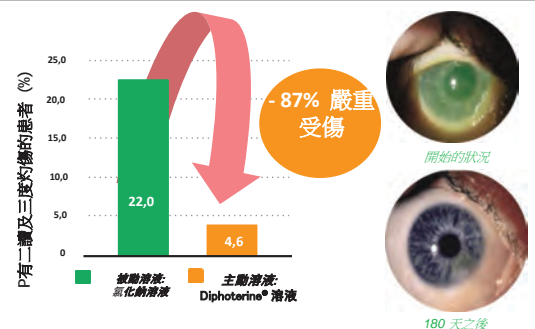 P有二讀及三度灼傷的患者 (%)
25,0
20,0
15,0
10,0
5,0
0
22,0
4,6
- 87% 嚴重
受傷
被動溶液:
氯化鈉溶液
主動溶液:
Diphoterine® 溶液
開始的狀況
180 天之後